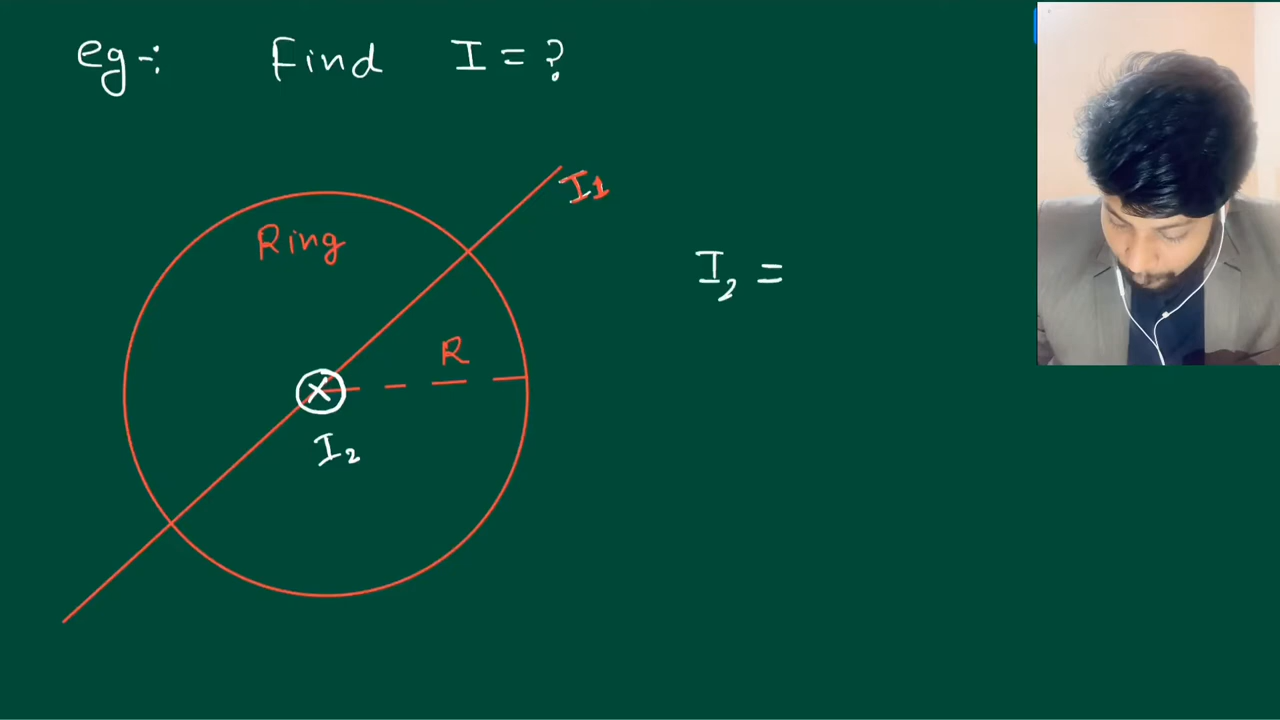 eg-: Find I = ?
I1
Ring
I2 =
R
I2